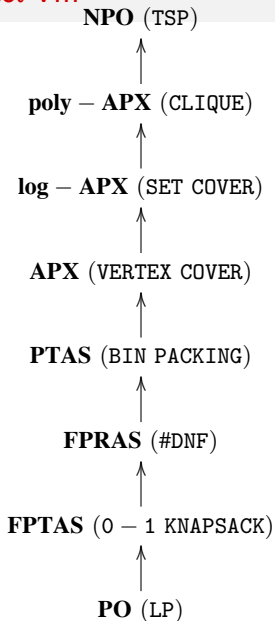 NPO (TSP)
poly − APX (CLIQUE)
log − APX (SET COVER)
APX (VERTEX COVER)
PTAS (BIN PACKING)
FPRAS (#DNF)
FPTAS (0 − 1 KNAPSACK)
PO (LP)